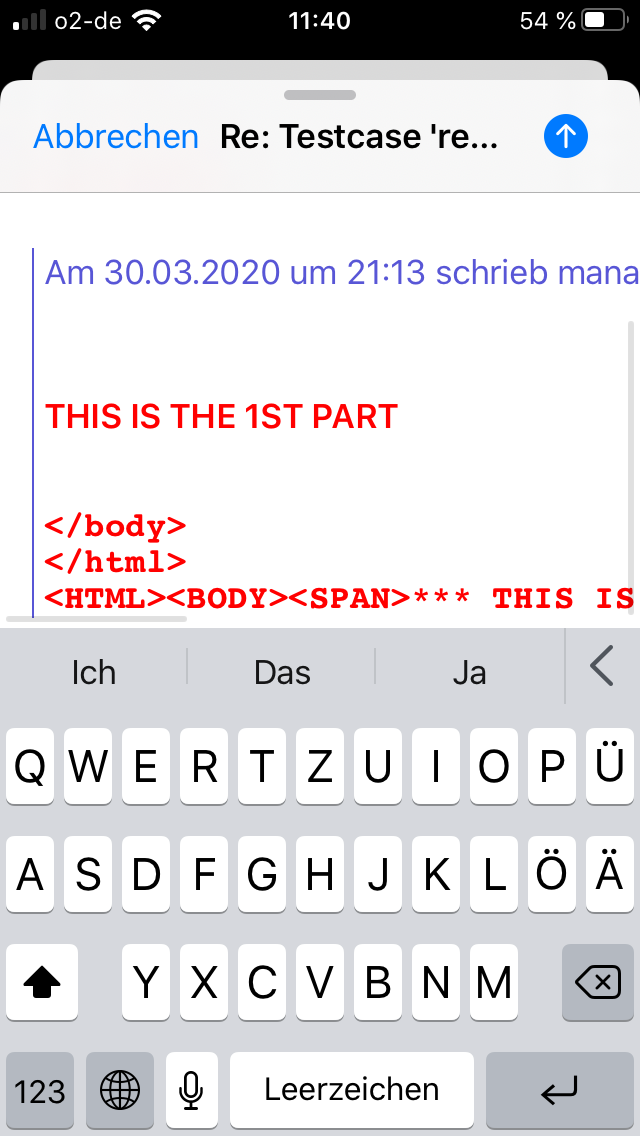 o2-de 11:40 54 %
Abbrechen Re: Testcase 're...
Am 30.03.2020 um 21:13 schrieb mana
THIS IS THE 1ST PART
</body>
</html>
<HTML><BODY><SPAN>*** THIS IS
Ich Das Ja
Q W E R T Z U I O P Ü
A S D F G H J K L Ö Ä
Y X C V B N M
123 Leerzeichen